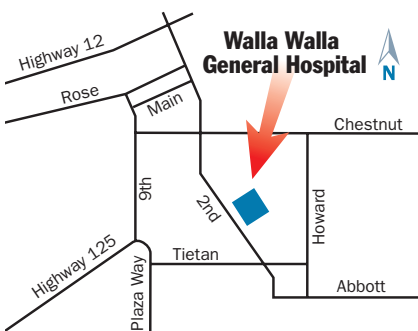 Walla Walla
General Hospital
N
Highway 12
Rose
Main
Chestnut
9th
2nd
Howard
Tietan
Highway 125
Plaza Way
Abbott